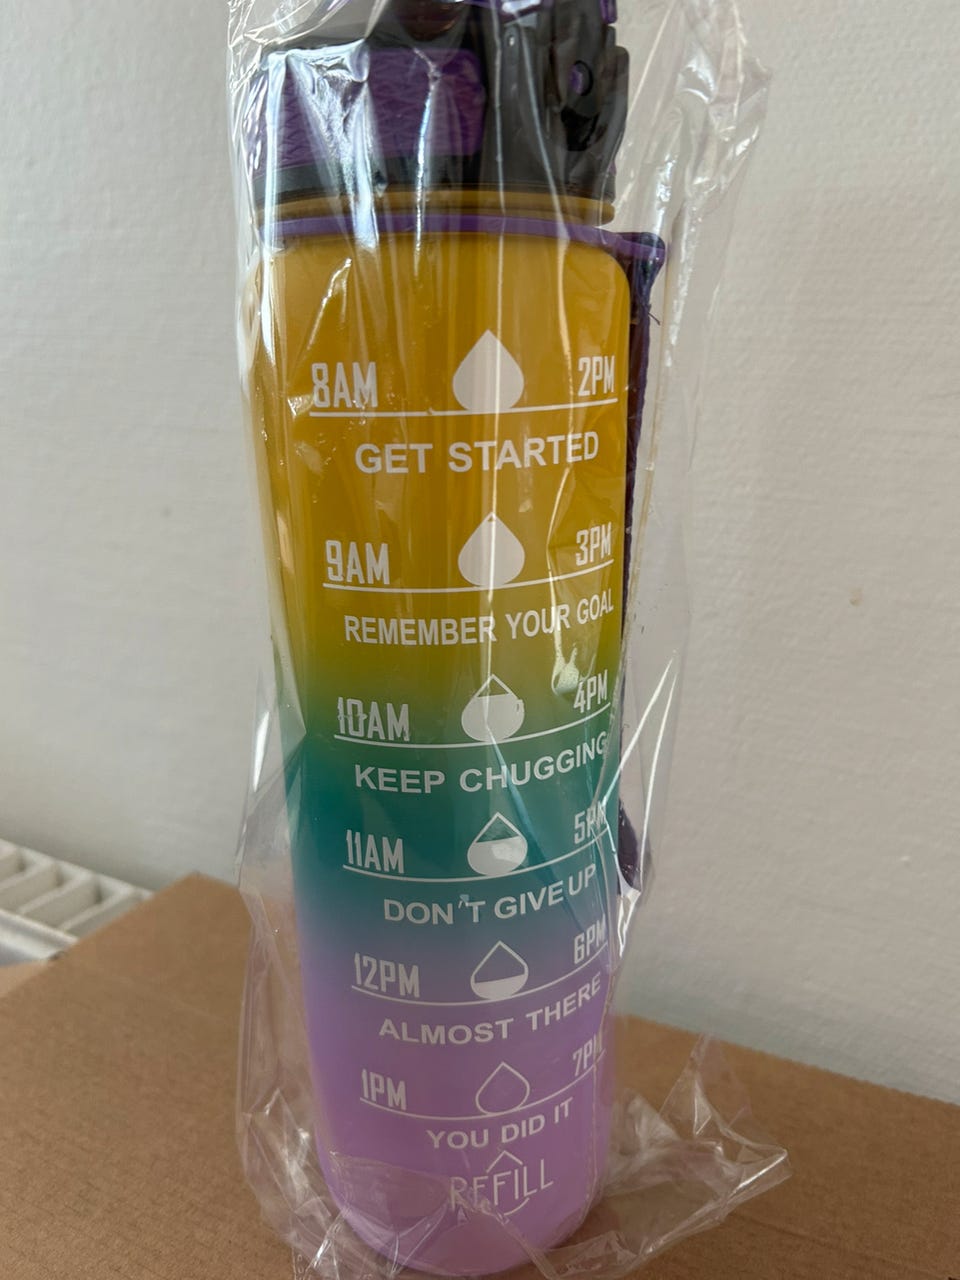 8AM 2PM
GET STARTED
9AM 3PM
REMEMBER YOUR GOAL
10AM 4PM
KEEP CHUGGING
11AM 5PM
DON'T GIVE UP
12PM 6PM
ALMOST THERE
1PM 7PM
YOU DID IT
REFILL